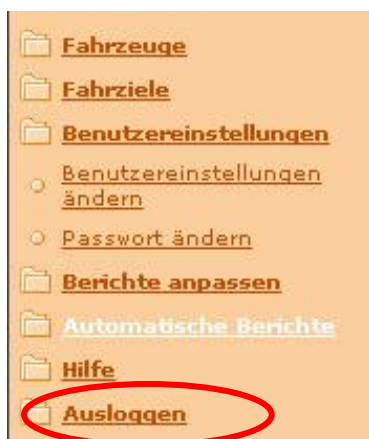 Fahrzeuge
Fahrziele
Benutzereinstellungen
Benutzereinstellungen
ändern
Passwort ändern
Berichte anpassen
Automatische Berichte
Hilfe
Ausloggen